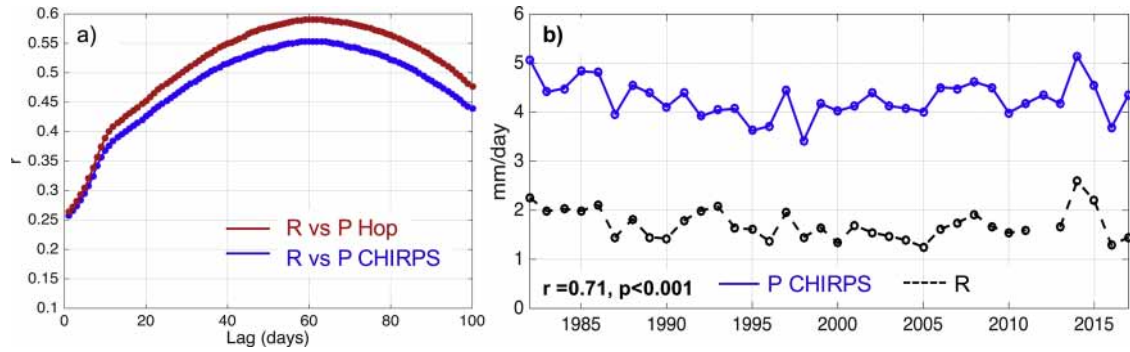 a)
0.6
0.55
0.5
0.45
0.4
0.35
0.3
0.25
0.2
0.15
0.1
r
R vs P Hop
R vs P CHIRPS
0 20 40 60 80 100
Lag (days)
b)
6
5
4
3
2
1
0
mm/day
r =0.71, p<0.001 P CHIRPS R
1985 1990 1995 2000 2005 2010 2015